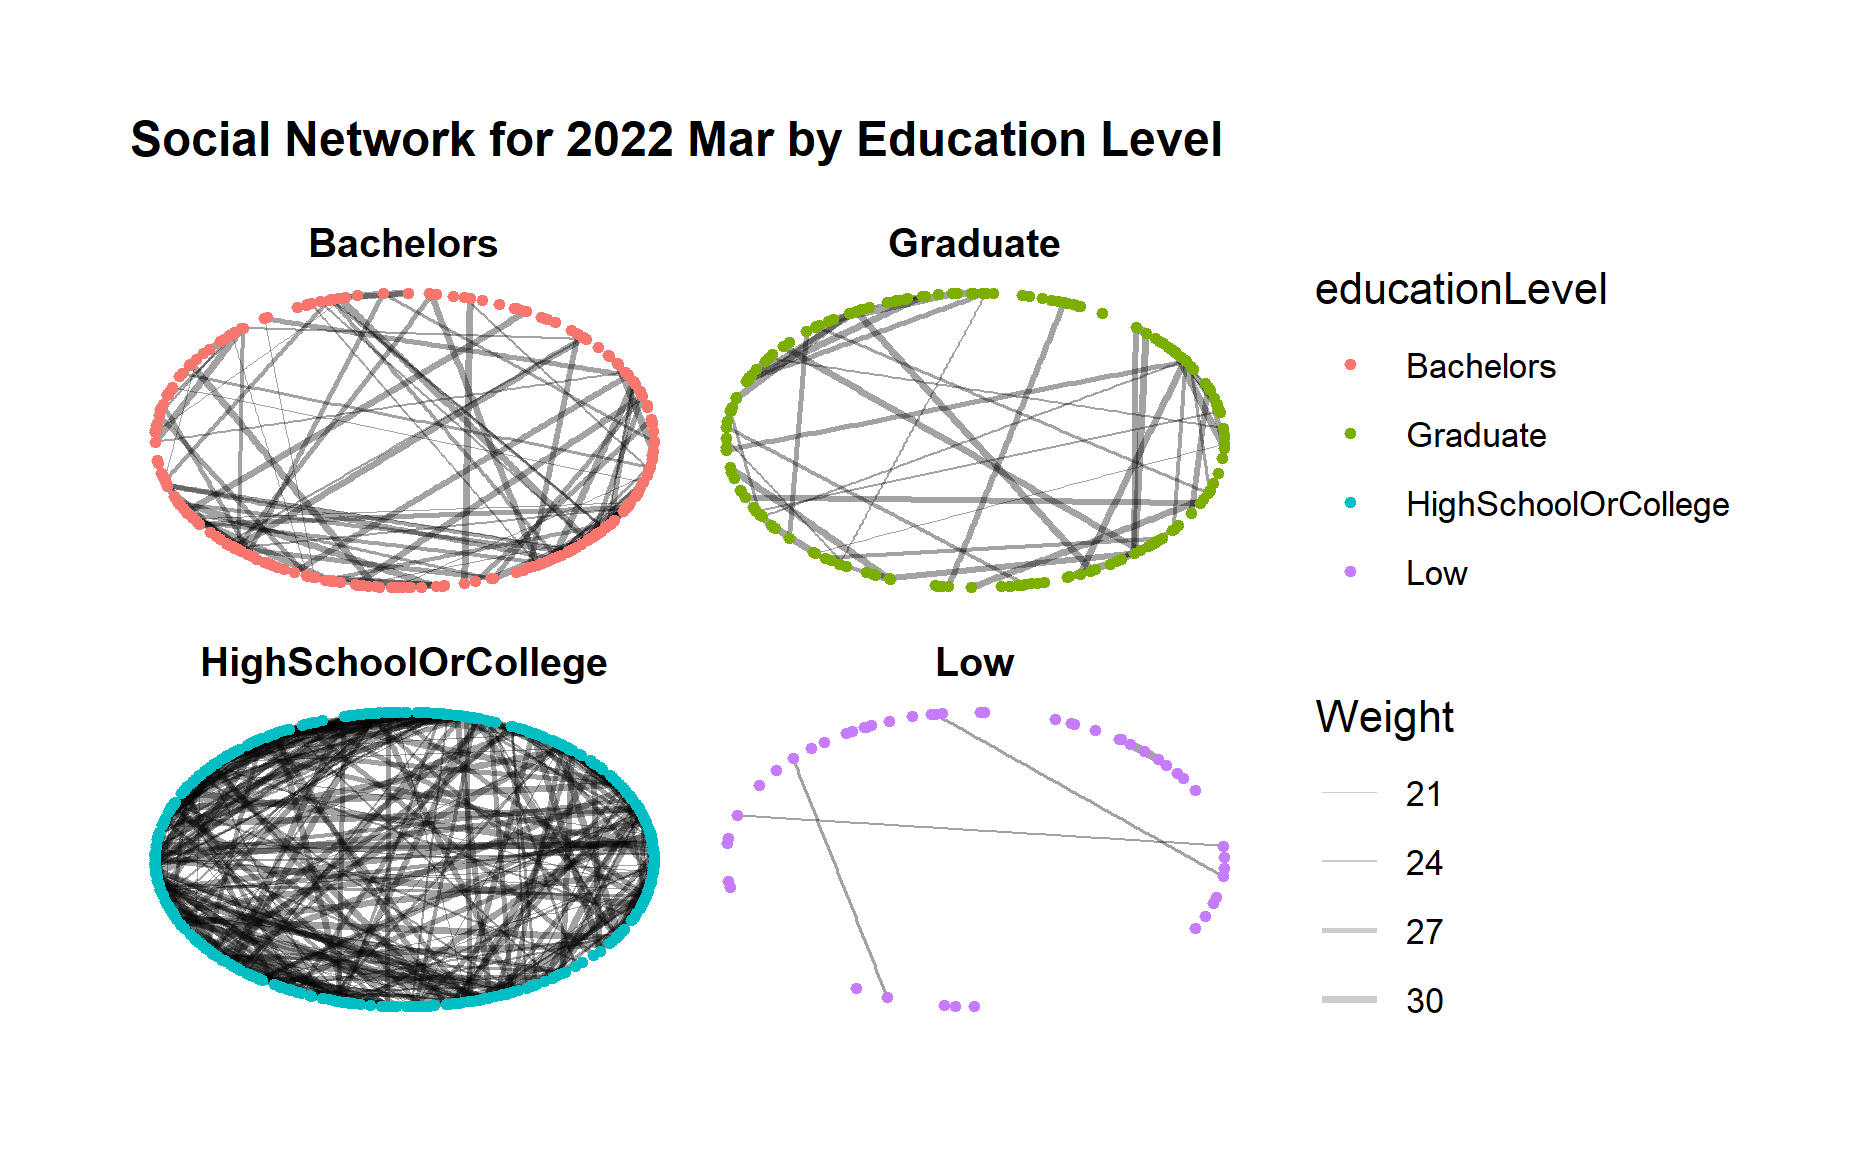 Social Network for 2022 Mar by Education Level
Bachelors
Graduate
HighSchoolOrCollege
Low
educationLevel
Bachelors
Graduate
HighSchoolOrCollege
Low
Weight
21
24
27
30